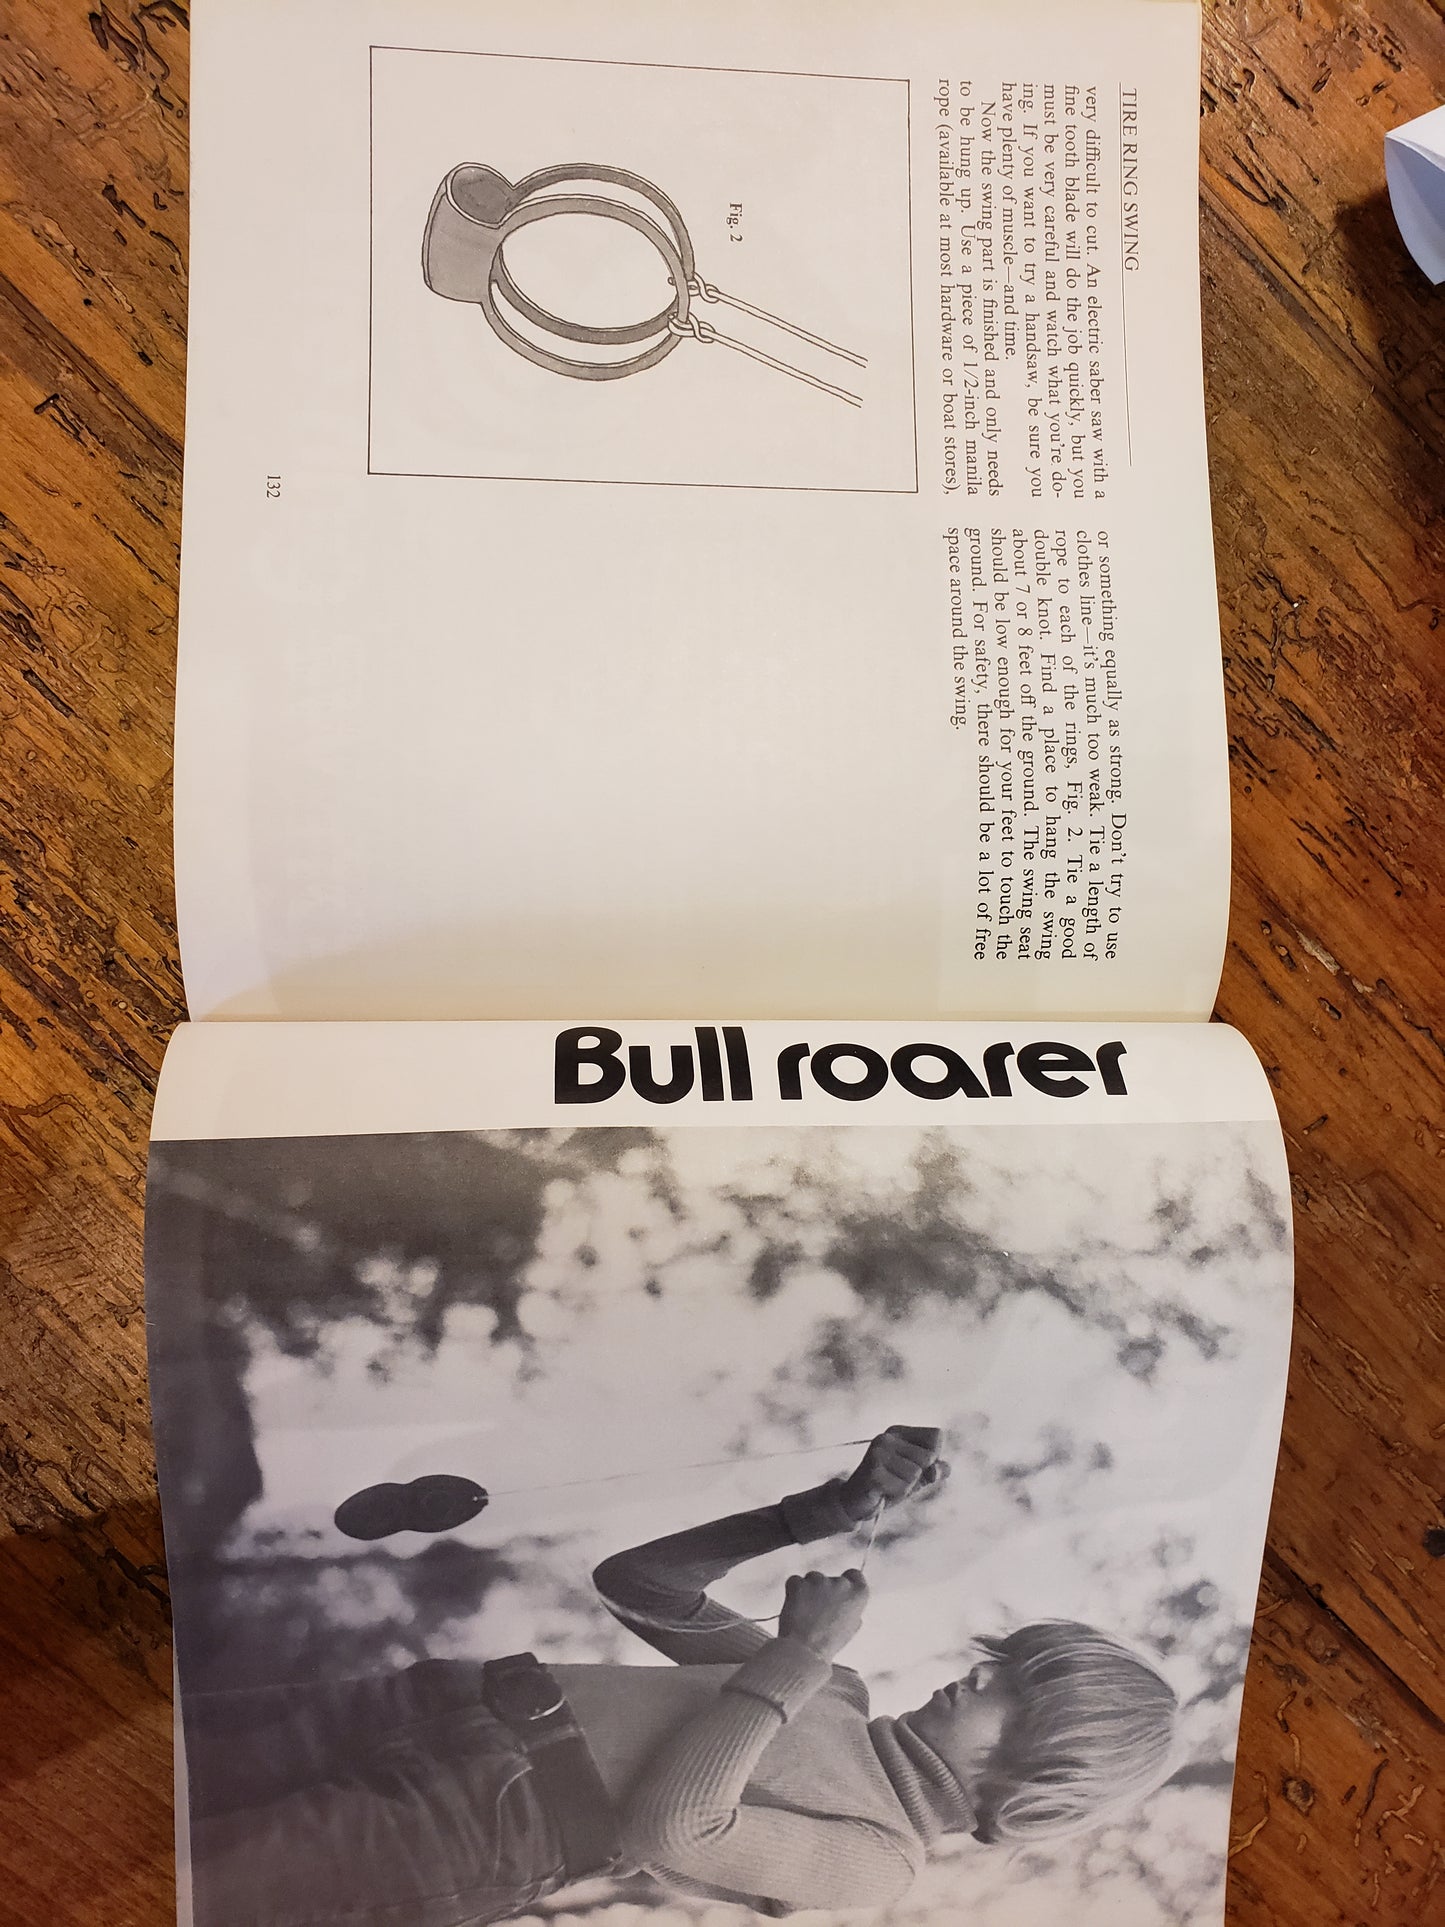 TIRE RING SWING
very difficult to cut. An electric saber saw with a
fine tooth blade will do the job quickly, but you
must be very careful and watch what you're do-
ing. If you want to try a handsaw, be sure you
have plenty of muscle—and time.
Now the swing part is finished and only needs
to be hung up. Use a piece of 1/2-inch manila
rope (available at most hardware or boat stores),
or something equally as strong. Don't try to use
clothes line—it's much too weak. Tie a length of
rope to each of the rings, Fig. 2. Tie a good
double knot. Find a place to hang the swing
about 7 or 8 feet off the ground. The swing seat
should be low enough for your feet to touch the
ground. For safety, there should be a lot of free
space around the swing.
Fig. 2
132
Bull roarer